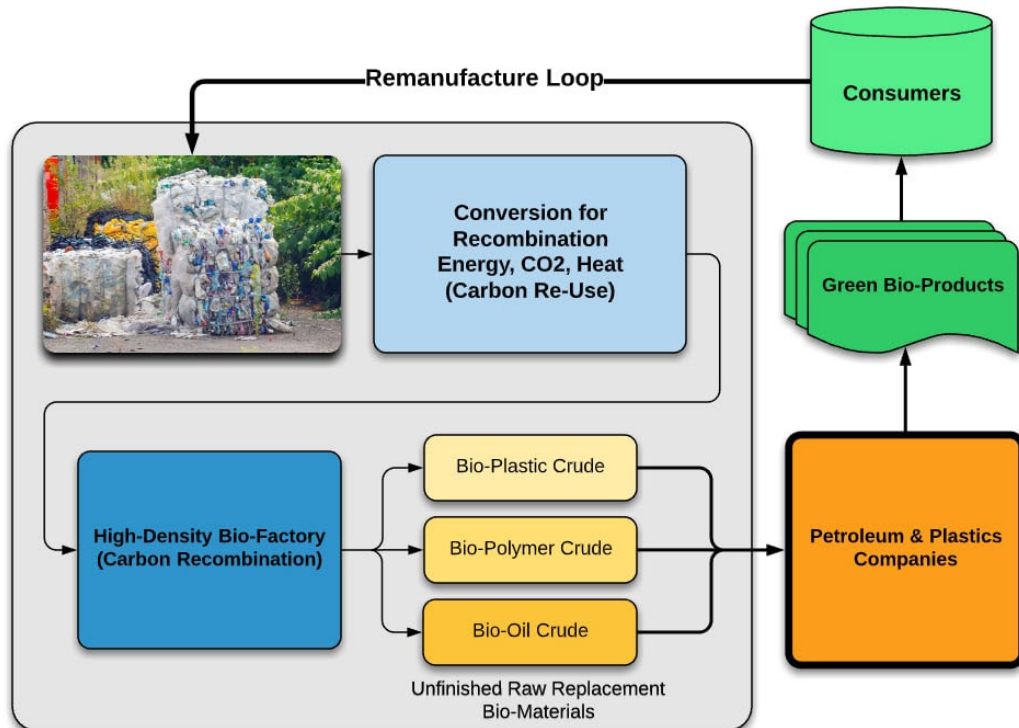 Remanufacture Loop
Consumers
Conversion for
Recombination
Energy, CO2, Heat
(Carbon Re-Use)
Green Bio-Products
High-Density Bio-Factory
(Carbon Recombination)
Bio-Plastic Crude
Bio-Polymer Crude
Bio-Oil Crude
Petroleum & Plastics
Companies
Unfinished Raw Replacement
Bio-Materials